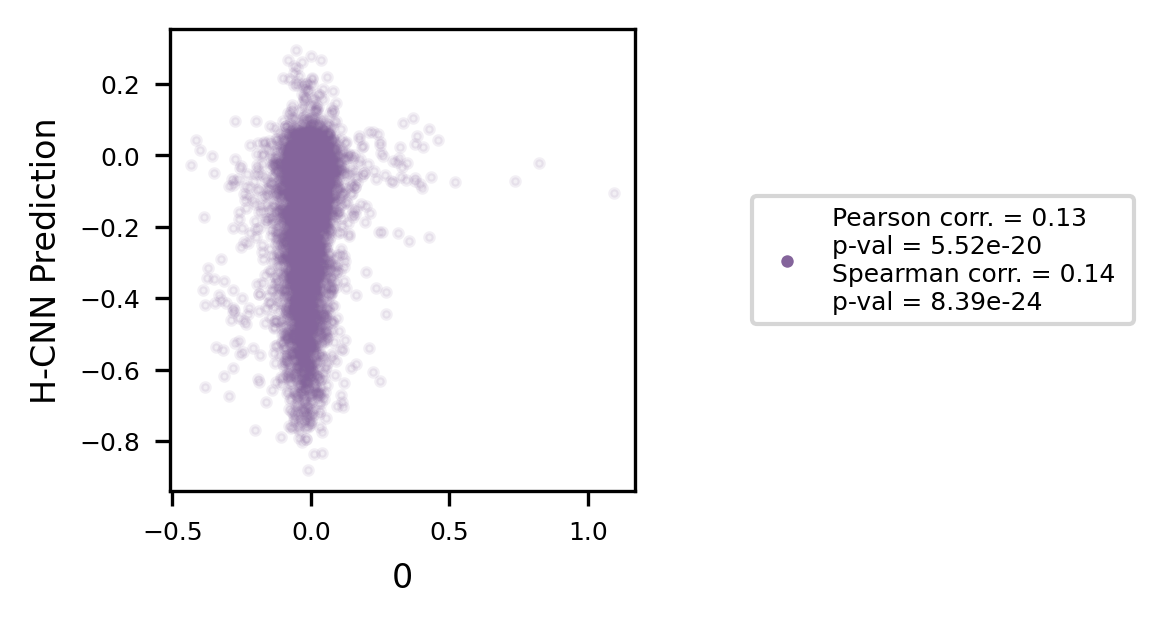 H-CNN Prediction
0.2
0.0
−0.2
−0.4
−0.6
−0.8
−0.5 0.0 0.5 1.0
0
Pearson corr. = 0.13
p-val = 5.52e-20
Spearman corr. = 0.14
p-val = 8.39e-24